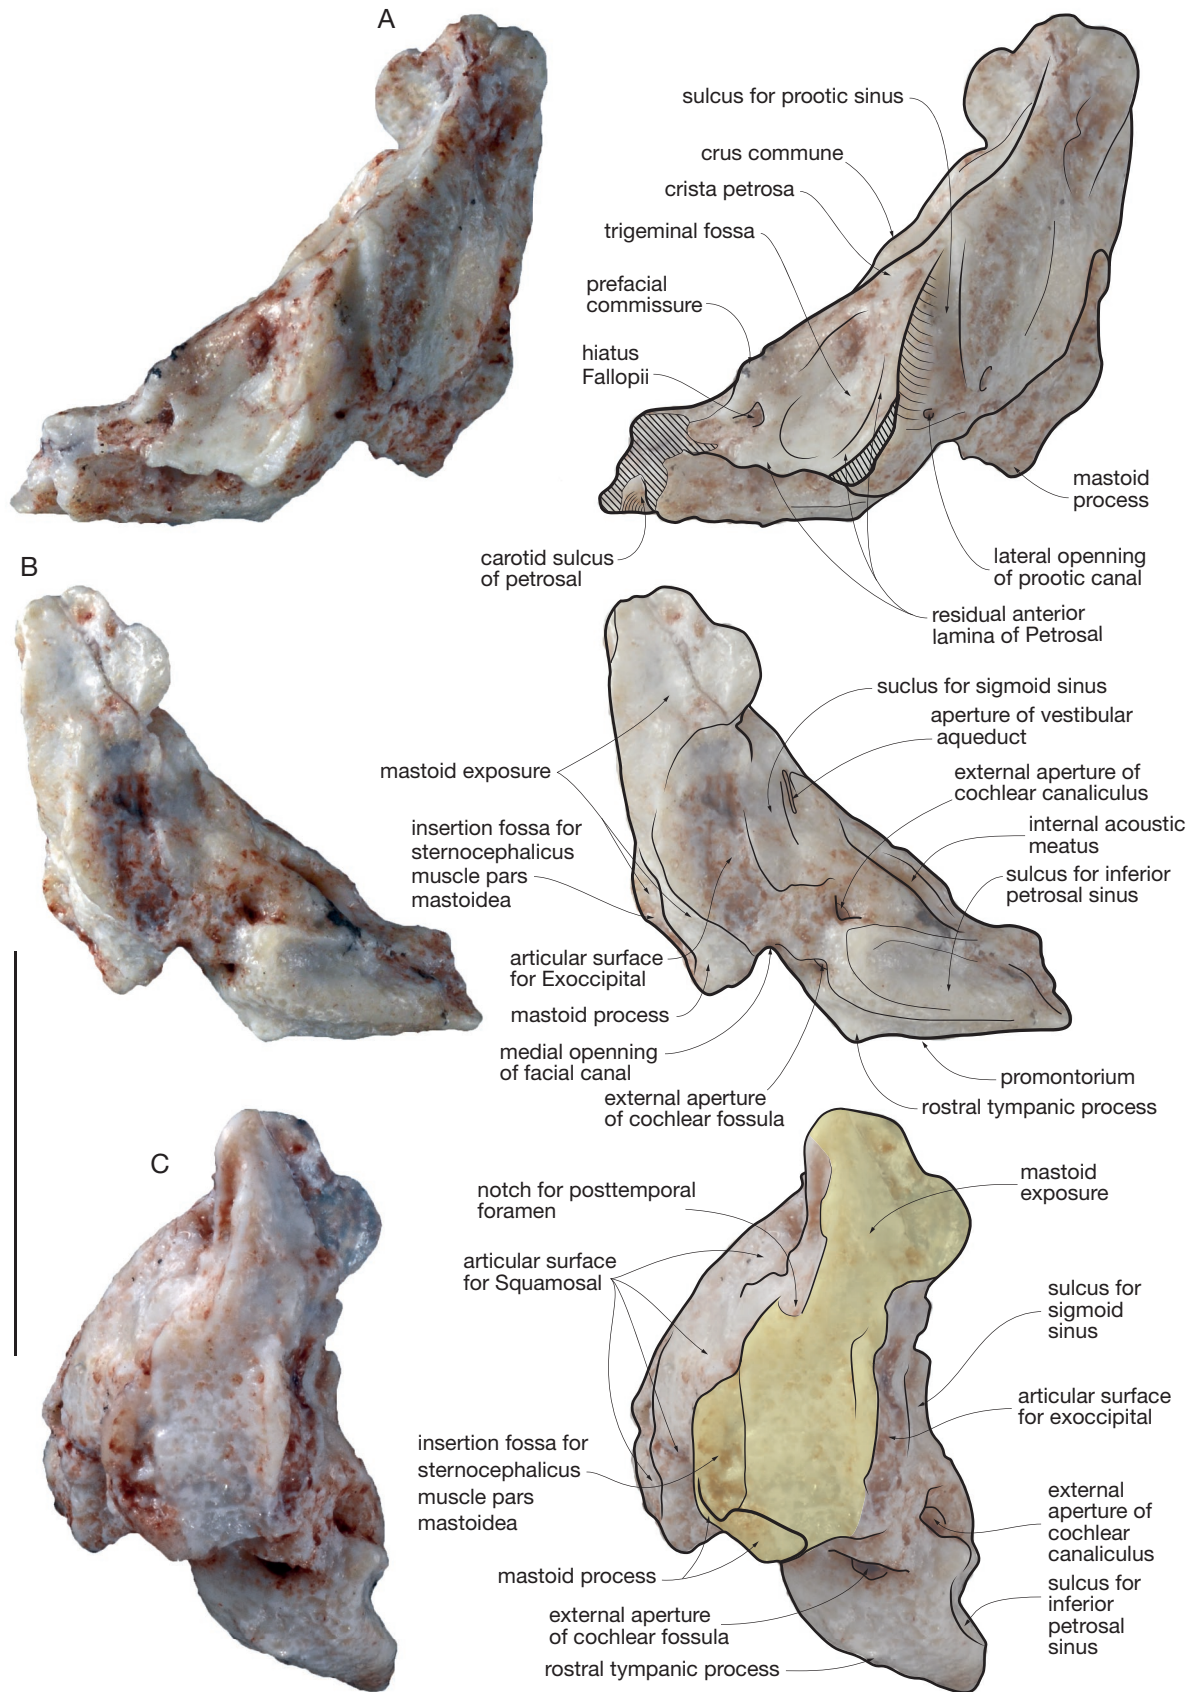 A
sulcus for prootic sinus
crus commune
crista petrosa
trigeminal fossa
prefacial
commissure
hiatus
Fallopii
mastoid
process
carotid sulcus
of petrosal
lateral openning
of prootic canal
residual anterior
lamina of Petrosal
B
suclus for sigmoid sinus
aperture of vestibular
aqueduct
mastoid exposure
external aperture of
cochlear canaliculus
insertion fossa for
sternocephalicus
muscle pars
mastoidea
internal acoustic
meatus
sulcus for inferior
petrosal sinus
articular surface
for Exoccipital
mastoid process
medial openning
of facial canal
external aperture
of cochlear fossula
promontorium
rostral tympanic process
C
notch for posttemporal
foramen
mastoid
exposure
articular surface
for Squamosal
sulcus for
sigmoid
sinus
articular surface
for exoccipital
insertion fossa for
sternocephalicus
muscle pars
mastoidea
external
aperture of
cochlear
canaliculus
mastoid process
sulcus for
inferior
petrosal
sinus
external aperture
of cochlear fossula
rostral tympanic process